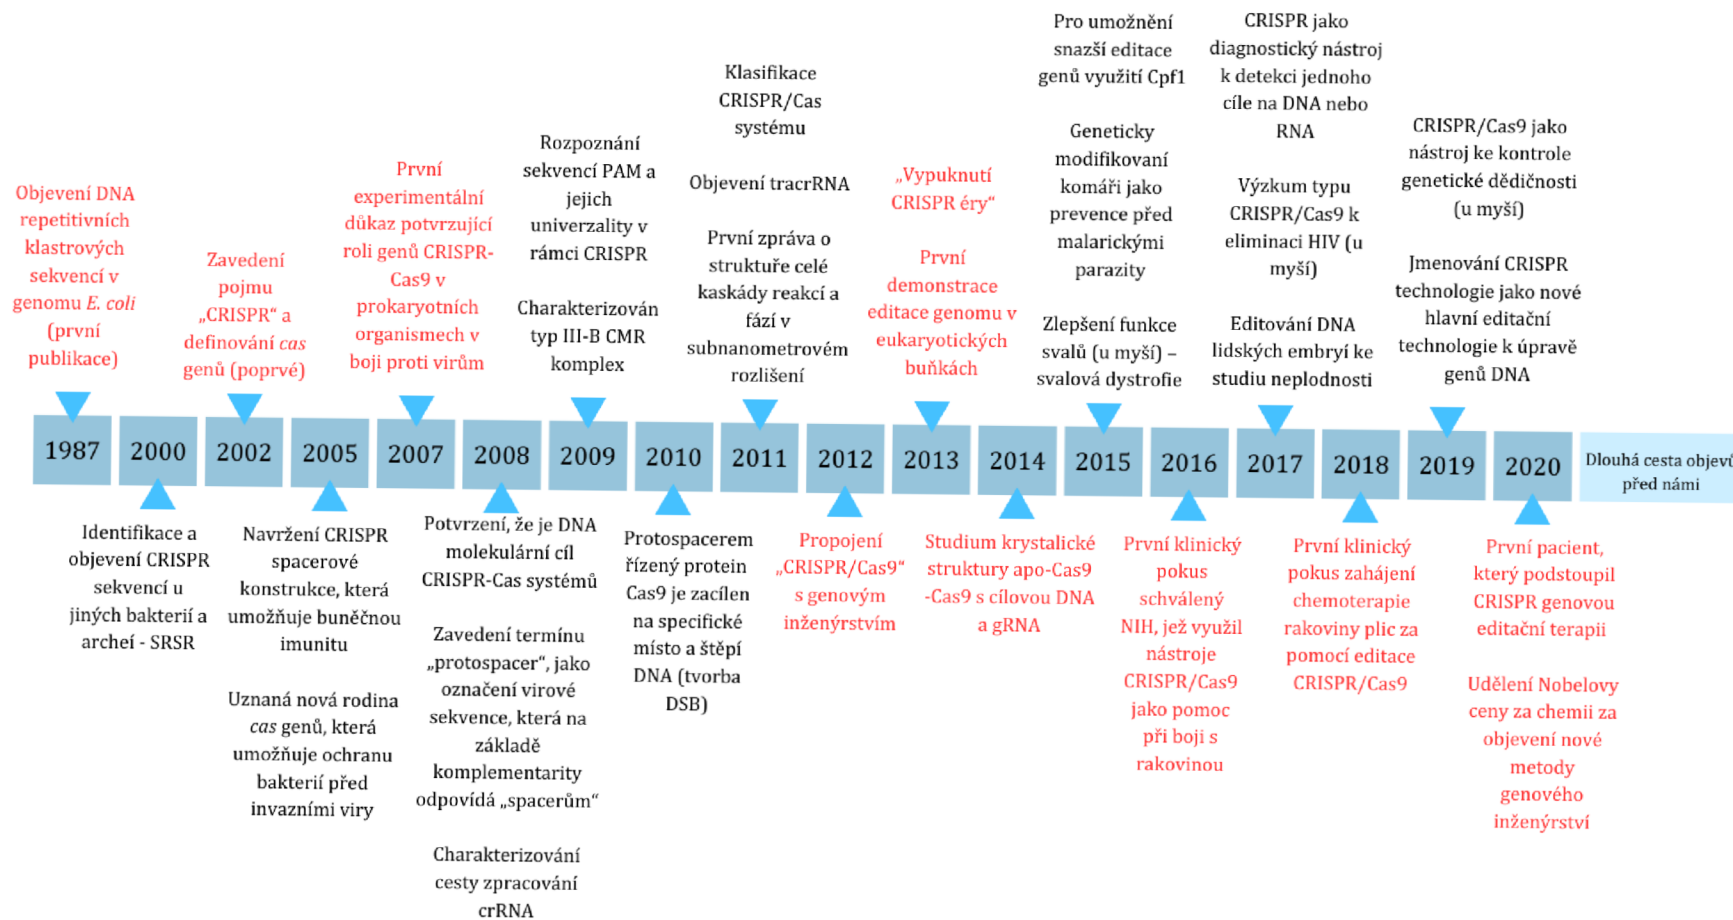 Objevení DNA
repetitivních
klastrových
sekvencí v
genomu E. coli
(první
publikace)
Zavedení
pojmu
„CRISPR“ a
definování cas
genů (poprvé)
První
experimentální
důkaz potvrzující
roli genů CRISPR-
Cas9 v
prokaryotních
organismech v
boji proti virům
Rozpoznání
sekvencí PAM a
jejich
univerzality v
rámci CRISPR
Charakterizován
typ III-B CMR
komplex
Klasifikace
CRISPR/Cas
systému
Objevení tracrRNA
První zpráva o
struktuře celé
kaskády reakcí a
fází v
subnanometrovém
rozlišení
„Vypuknutí
CRISPR éry“
První
demonstrace
editace genomu v
eukaryotických
buňkách
Pro umožnění
snazší editace
genů využití Cpf1
Geneticky
modifikovaní
komáři jako
prevence před
malarickými
parazity
Zlepšení funkce
svalů (u myší) –
svalová dystrofie
CRISPR jako
diagnostický nástroj
k detekci jednoho
cíle na DNA nebo
RNA
Výzkum typu
CRISPR/Cas9 k
eliminaci HIV (u
myší)
Editování DNA
lidských embryí ke
studiu neplodnosti
CRISPR/Cas9 jako
nástroj ke kontrole
genetické dědičnosti
(u myší)
Jmenování CRISPR
technologie jako nové
hlavní editační
technologie k úpravě
genů DNA
1987 2000 2002 2005 2007 2008 2009 2010 2011 2012 2013 2014 2015 2016 2017 2018 2019 2020
Dlouhá cesta objevů
před námi
Identifikace a
objevení CRISPR
sekvencí u
jiných bakterií a
archeí - SRSR
Navržení CRISPR
spacerové
konstrukce, která
umožňuje buněčnou
imunitu
Uznaná nová rodina
cas genů, která
umožňuje ochranu
bakterií před
invazními viry
Potvrzení, že je DNA
molekulární cíl
CRISPR-Cas systémů
Zavedení termínu
„protospacer“, jako
označení virové
sekvence, která na
základě
komplementarity
odpovídá „spacerům“
Charakterizování
cesty zpracování
crRNA
Protospacerem
řízený protein
Cas9 je zacílen
na specifické
místo a štěpí
DNA (tvorba
DSB)
Propojení
„CRISPR/Cas9“
s genovým
inženýrstvím
Studium krystalické
struktury apo-Cas9
-Cas9 s cílovou DNA
a gRNA
První klinický
pokus
schválený
NIH, jež využil
nástroje
CRISPR/Cas9
jako pomoc
při boji s
rakovinou
První klinický
pokus zahájení
chemoterapie
rakoviny plic za
pomocí editace
CRISPR/Cas9
První pacient,
který podstoupil
CRISPR genovou
editační terapii
Udělení Nobelovy
ceny za chemii za
objevení nové
metody
genového
inženýrství